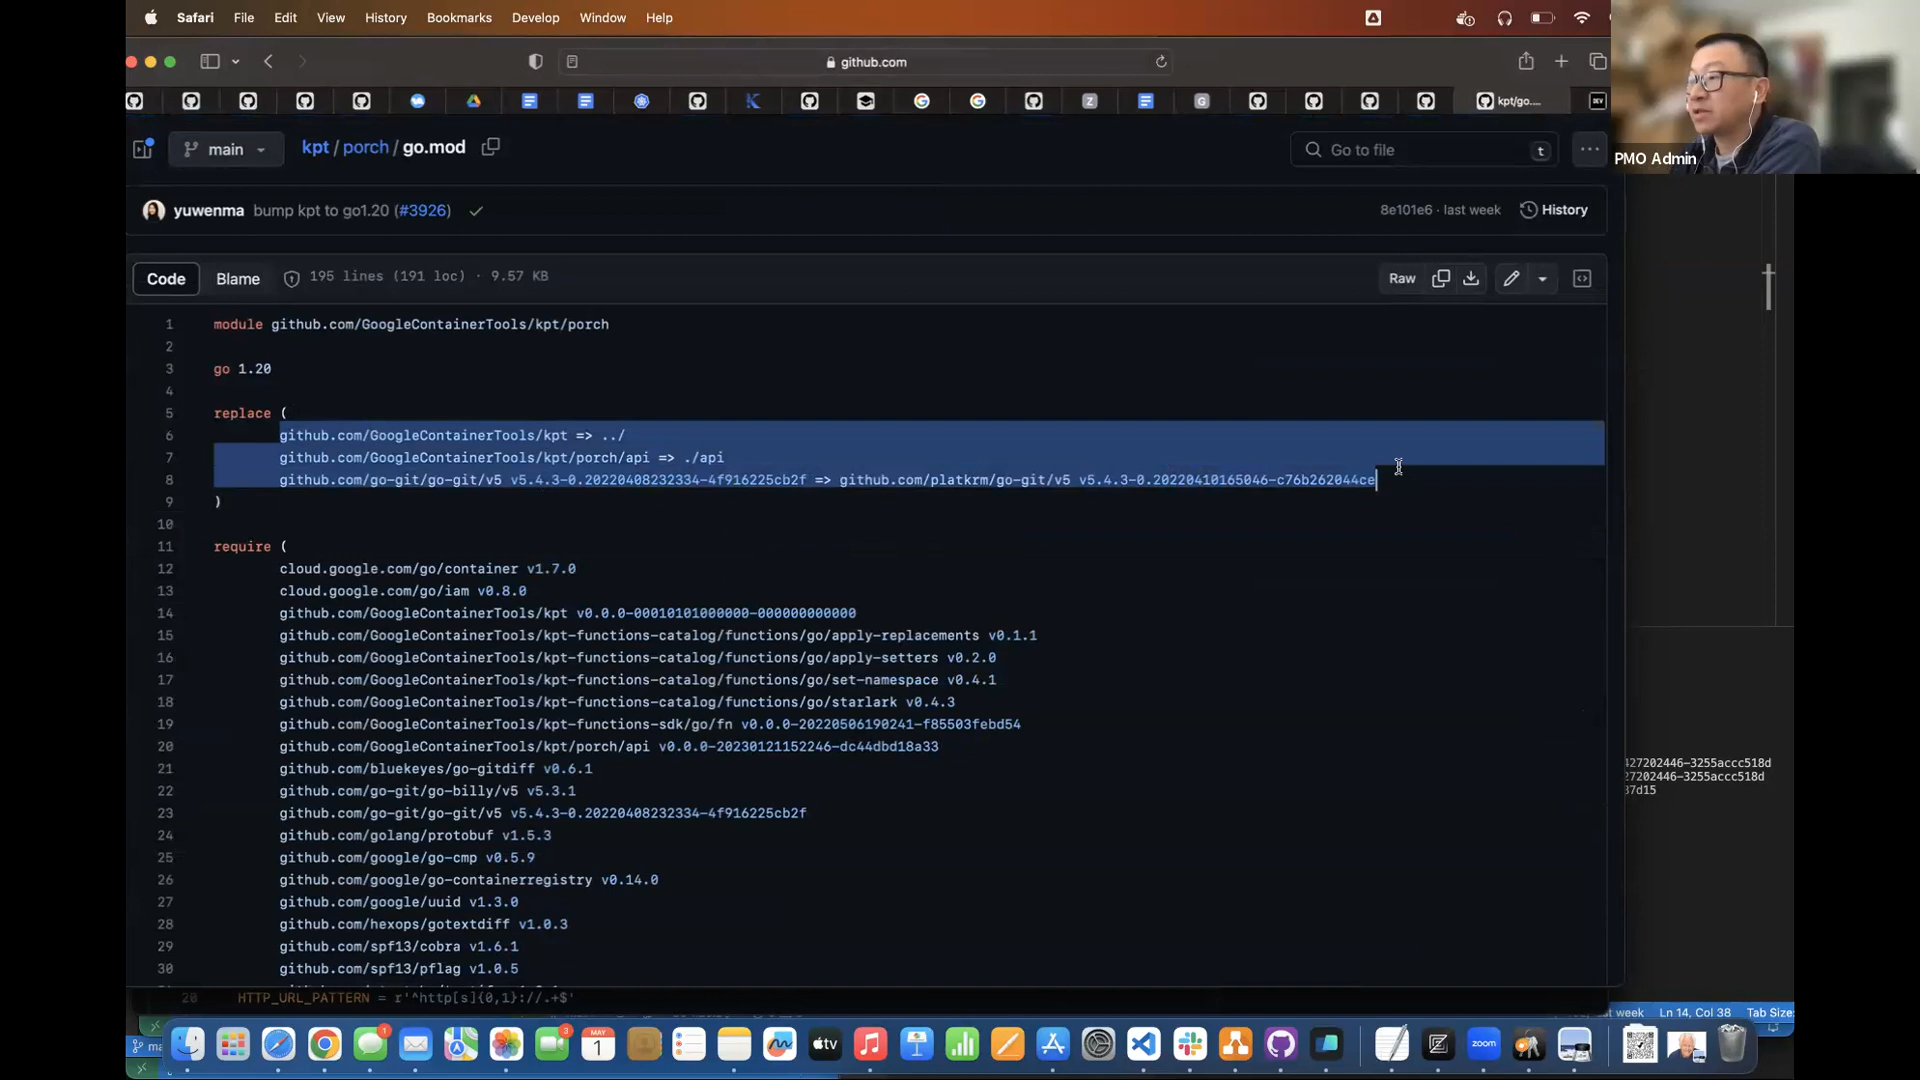 Safari File Edit View History Bookmarks Develop Window Help
github.com
kpt/go....
DEV
main
kpt / porch / go.mod
Go to file
t
PMO Admin
yuwenma bump kpt to go1.20 (#3926)
8e101e6 · last week
History
Code Blame 195 lines (191 loc) · 9.57 KB
Raw
1 module github.com/GoogleContainerTools/kpt/porch
2
3 go 1.20
4
5 replace (
6 github.com/GoogleContainerTools/kpt => ../
7 github.com/GoogleContainerTools/kpt/porch/api => ./api
8 github.com/go-git/go-git/v5 v5.4.3-0.20220408232334-4f916225cb2f => github.com/platkrm/go-git/v5 v5.4.3-0.20220410165046-c76b262044ce
9 )
10
11 require (
12 cloud.google.com/go/container v1.7.0
13 cloud.google.com/go/iam v0.8.0
14 github.com/GoogleContainerTools/kpt v0.0.0-00010101000000-000000000000
15 github.com/GoogleContainerTools/kpt-functions-catalog/functions/go/apply-replacements v0.1.1
16 github.com/GoogleContainerTools/kpt-functions-catalog/functions/go/apply-setters v0.2.0
17 github.com/GoogleContainerTools/kpt-functions-catalog/functions/go/set-namespace v0.4.1
18 github.com/GoogleContainerTools/kpt-functions-catalog/functions/go/starlark v0.4.3
19 github.com/GoogleContainerTools/kpt-functions-sdk/go/fn v0.0.0-20220506190241-f85503febd54
20 github.com/GoogleContainerTools/kpt/porch/api v0.0.0-20230121152246-dc44dbd18a33
21 github.com/bluekeyes/go-gitdiff v0.6.1
22 github.com/go-git/go-billy/v5 v5.3.1
23 github.com/go-git/go-git/v5 v5.4.3-0.20220408232334-4f916225cb2f
24 github.com/golang/protobuf v1.5.3
25 github.com/google/go-cmp v0.5.9
26 github.com/google/go-containerregistry v0.14.0
27 github.com/google/uuid v1.3.0
28 github.com/hexops/gotextdiff v1.0.3
29 github.com/spf13/cobra v1.6.1
30 github.com/spf13/pflag v1.0.5
427202446-3255accc518d
27202446-3255accc518d
37d15
20 HTTP_URL_PATTERN = r'^http[s]{0,1}://.+$'
week Ln 14, Col 38 Tab Size:
MAY
1
1
3
tv
zoom